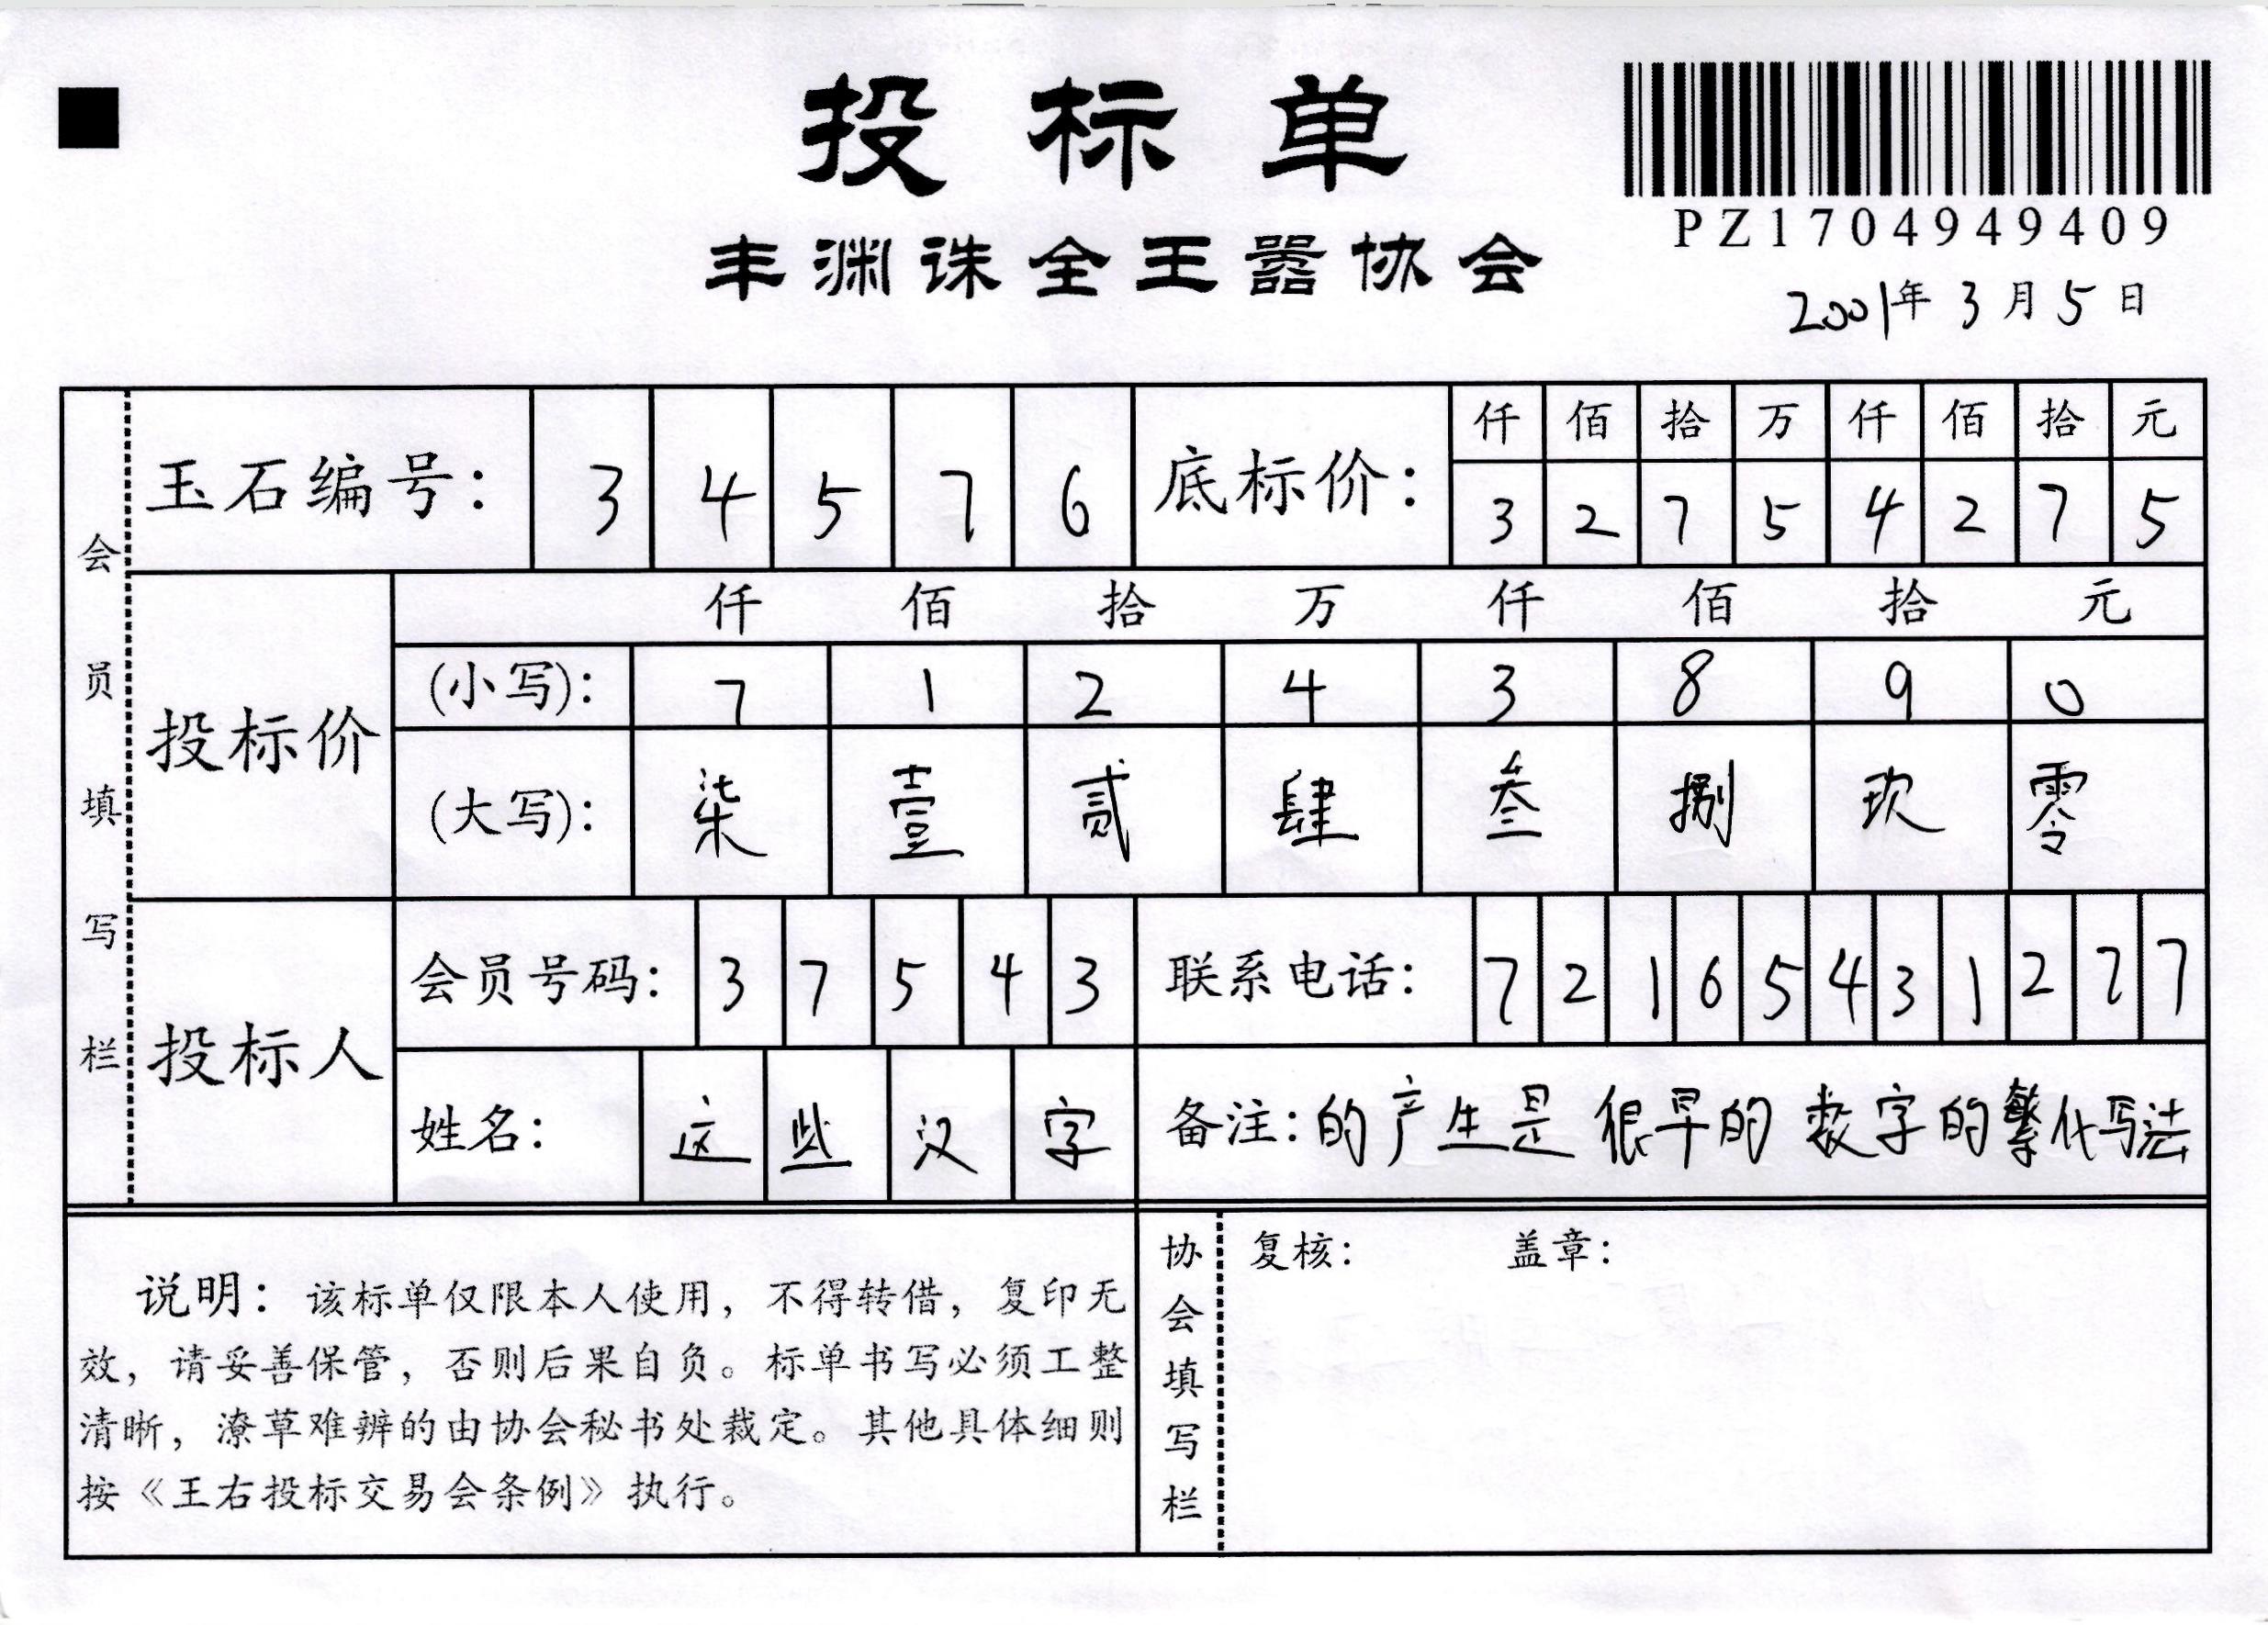 投标单
丰渊诛全王嚣协会
PZ1704949409
2001年3月5日
会员填写栏
玉石编号： 3 4 5 7 6
底标价：
仟 佰 拾 万 仟 佰 拾 元
3 2 7 5 4 2 7 5
投标价
仟 佰 拾 万 仟 佰 拾 元
(小写)： 7 1 2 4 3 8 9 0
(大写)： 柒 壹 贰 肆 叁 捌 玖 零
投标人
会员号码： 3 7 5 4 3
联系电话： 7 2 1 6 5 4 3 1 2 7 7
姓名： 这 些 汉 字
备注：的产生是很早的数字的繁化写法
说明：该标单仅限本人使用，不得转借，复印无
效，请妥善保管，否则后果自负。标单书写必须工整
清晰，潦草难辨的由协会秘书处裁定。其他具体细则
按《王右投标交易会条例》执行。
协会填写栏
复核： 盖章：